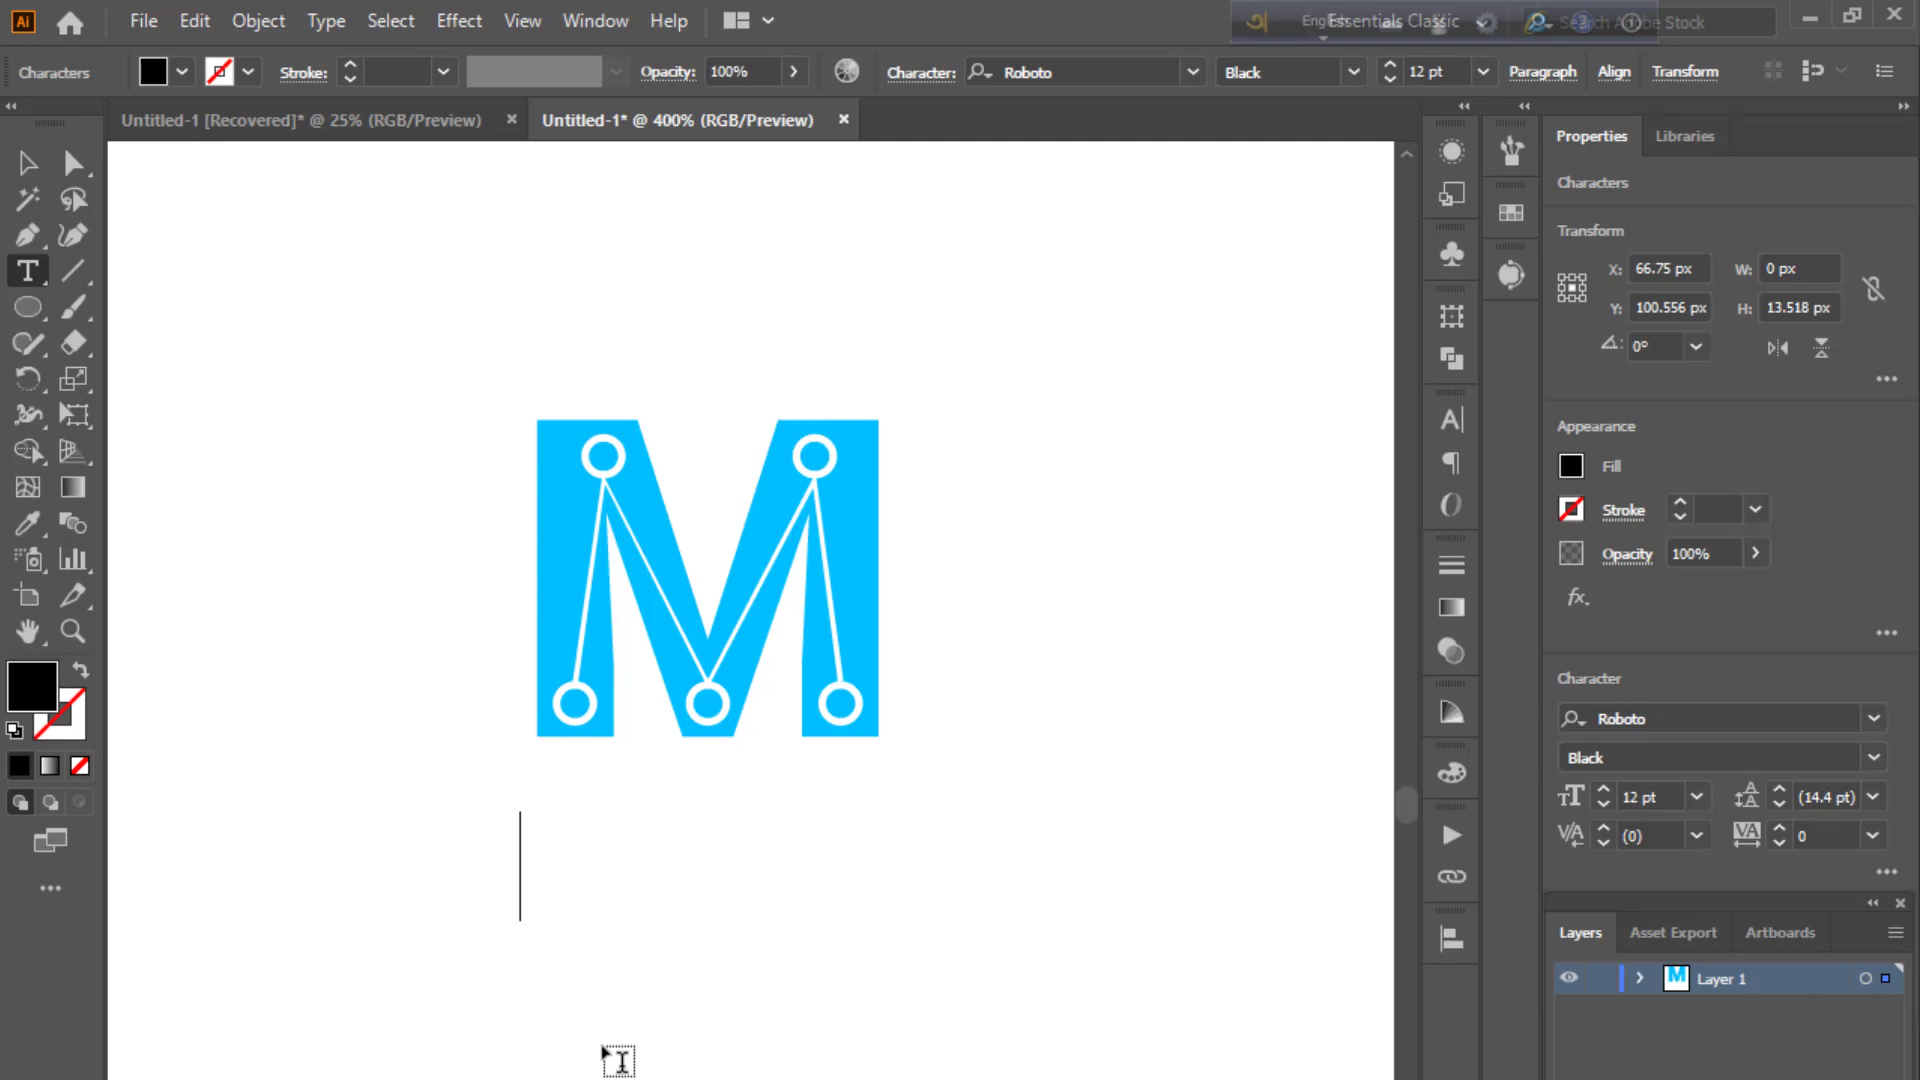 Ai File Edit Object Type Select Effect View Window Help Essentials Classic Search Adobe Stock
Characters Stroke: Opacity: 100% Character: Roboto Black 12 pt Paragraph Align Transform
Untitled-1 [Recovered]* @ 25% (RGB/Preview) Untitled-1* @ 400% (RGB/Preview)
Properties Libraries
Characters
Transform
X: 66.75 px W: 0 px
Y: 100.556 px H: 13.518 px
0°
Appearance
Fill
Stroke
Opacity 100%
fx.
Character
Roboto
Black
12 pt (14.4 pt)
(0) 0
Layers Asset Export Artboards
Layer 1
M